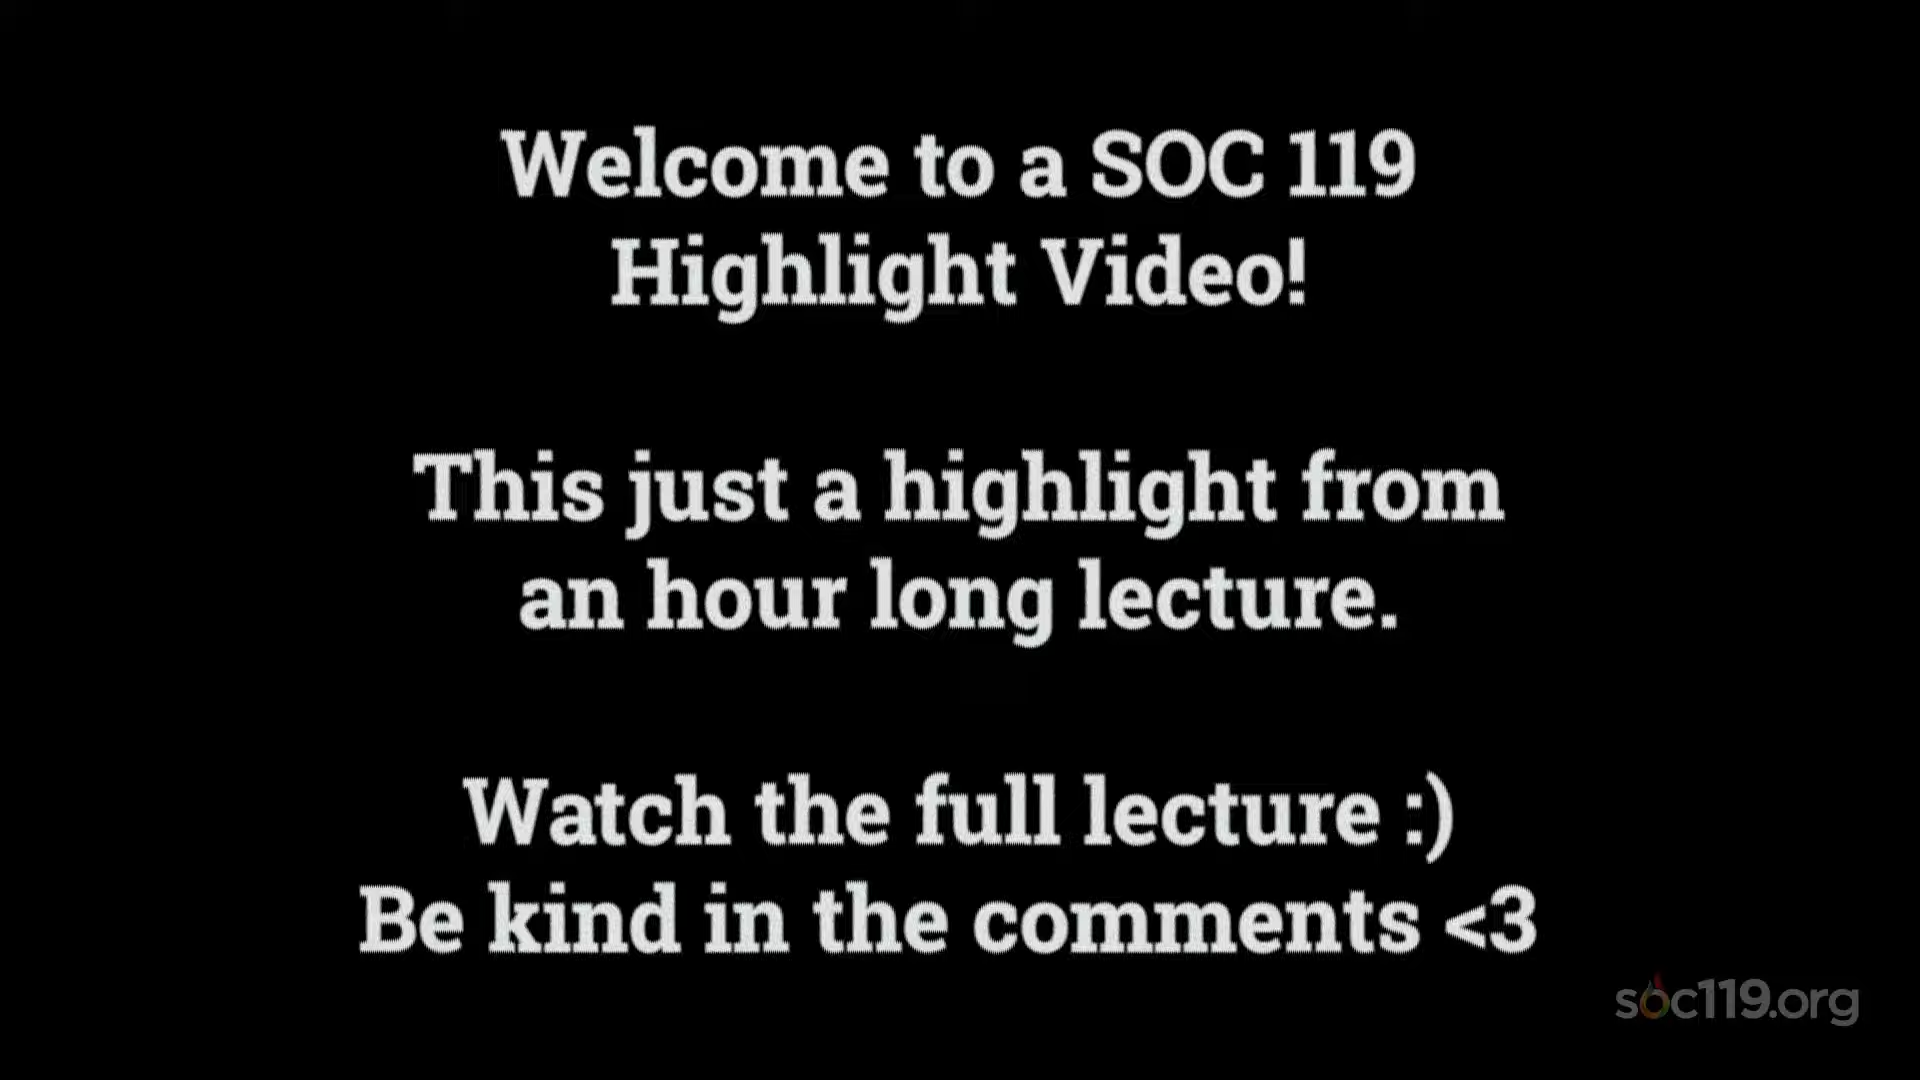 Welcome to a SOC 119
Highlight Video!
This just a highlight from
an hour long lecture.
Watch the full lecture :)
Be kind in the comments <3
soc119.org